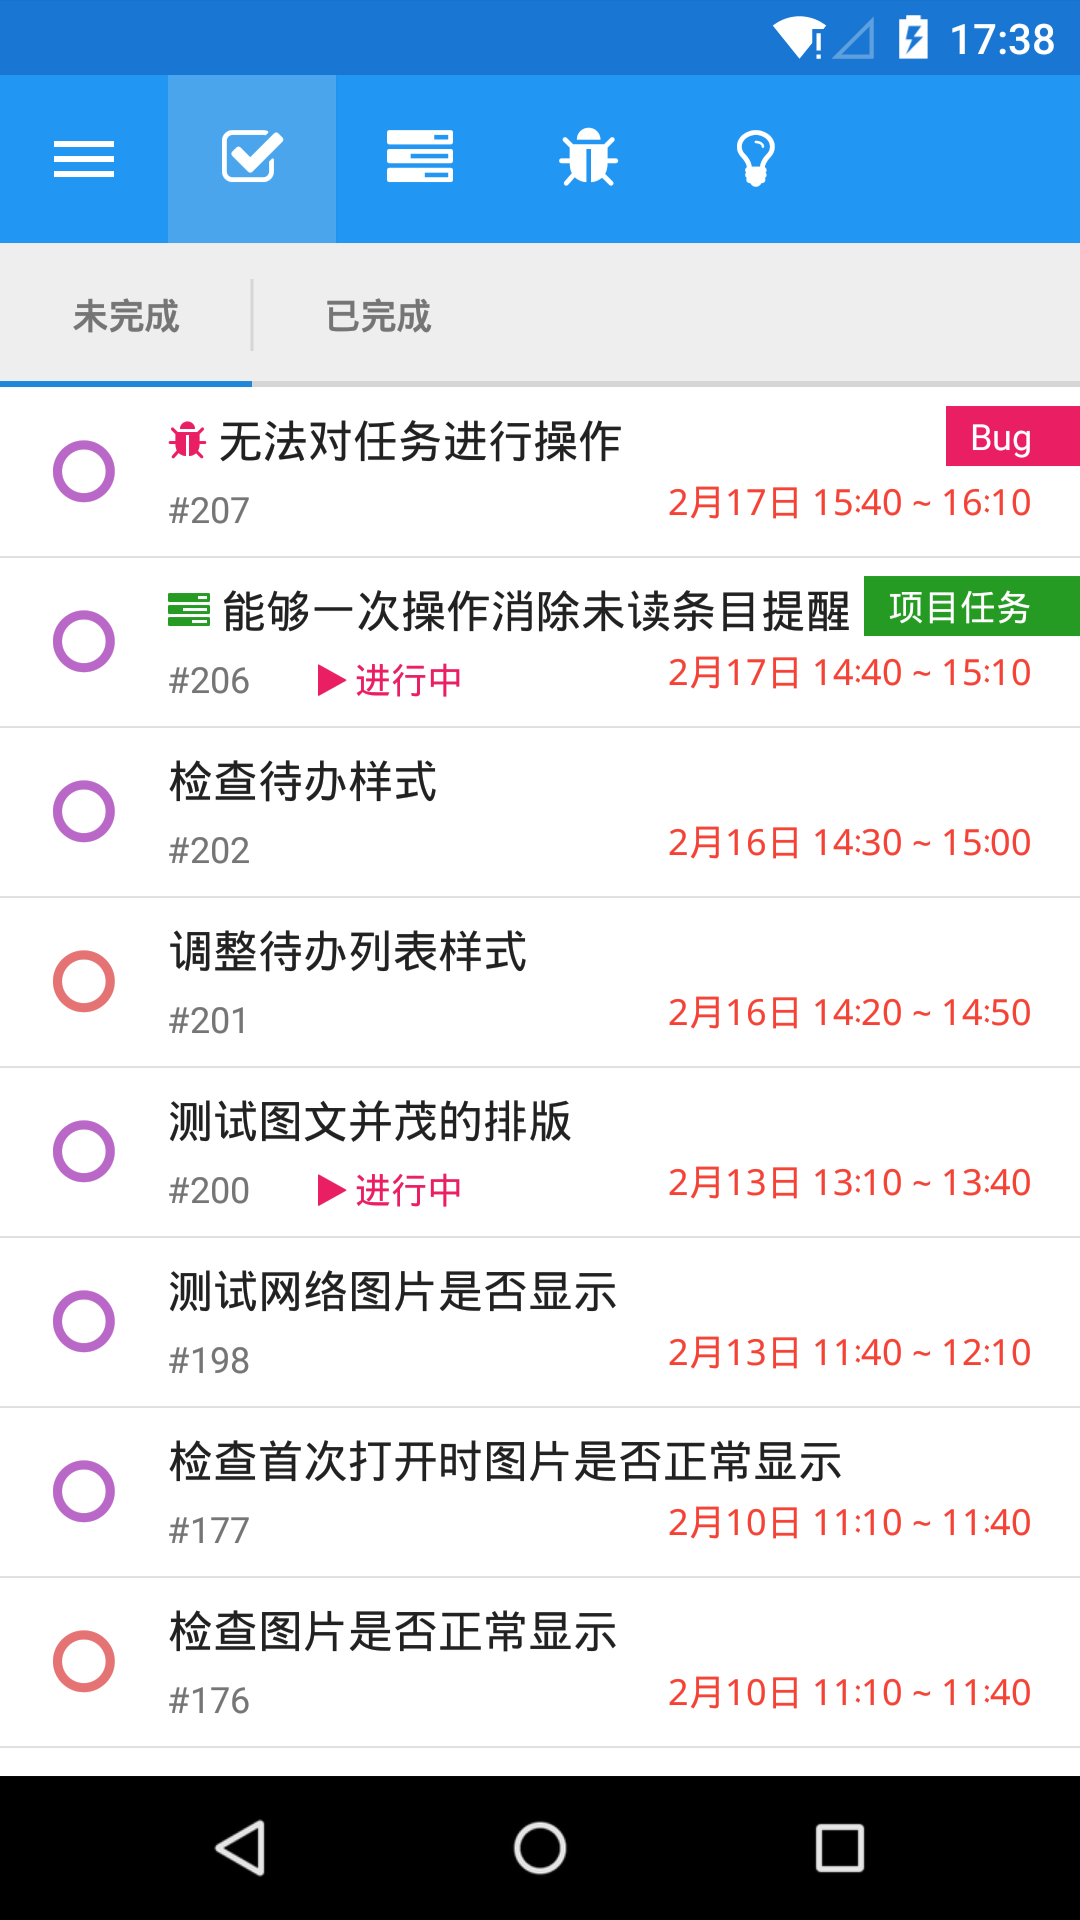 17:38
未完成 已完成
无法对任务进行操作 Bug
#207 2月17日 15:40 ~ 16:10
能够一次操作消除未读条目提醒 项目任务
#206 进行中 2月17日 14:40 ~ 15:10
检查待办样式
#202 2月16日 14:30 ~ 15:00
调整待办列表样式
#201 2月16日 14:20 ~ 14:50
测试图文并茂的排版
#200 进行中 2月13日 13:10 ~ 13:40
测试网络图片是否显示
#198 2月13日 11:40 ~ 12:10
检查首次打开时图片是否正常显示
#177 2月10日 11:10 ~ 11:40
检查图片是否正常显示
#176 2月10日 11:10 ~ 11:40